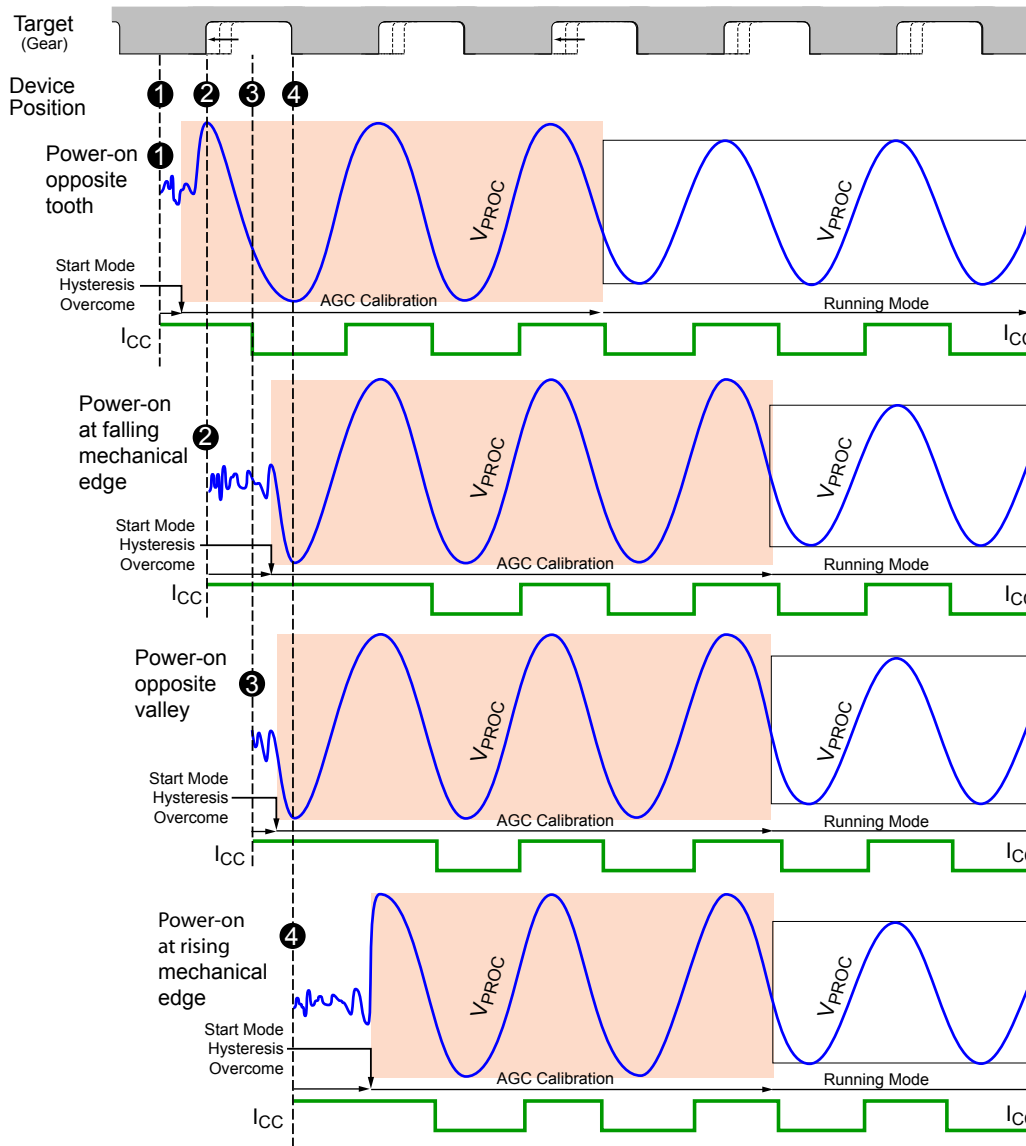 Target
(Gear)
Device
Position
1 2 3 4
1
Power-on
opposite
tooth
VPROC
VPROC
Start Mode
Hysteresis
Overcome
AGC Calibration
Running Mode
ICC
ICC
Power-on
at falling
mechanical
edge
2
VPROC
VPROC
Start Mode
Hysteresis
Overcome
AGC Calibration
Running Mode
ICC
ICC
Power-on
opposite
valley
3
VPROC
VPROC
Start Mode
Hysteresis
Overcome
AGC Calibration
Running Mode
ICC
ICC
Power-on
at rising
mechanical
edge
4
VPROC
VPROC
Start Mode
Hysteresis
Overcome
AGC Calibration
Running Mode
ICC
ICC